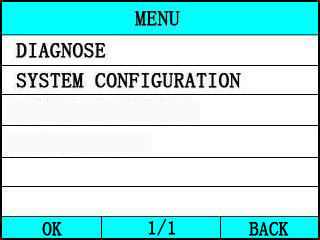 MENU
DIAGNOSE
SYSTEM CONFIGURATION
OK 1/1 BACK